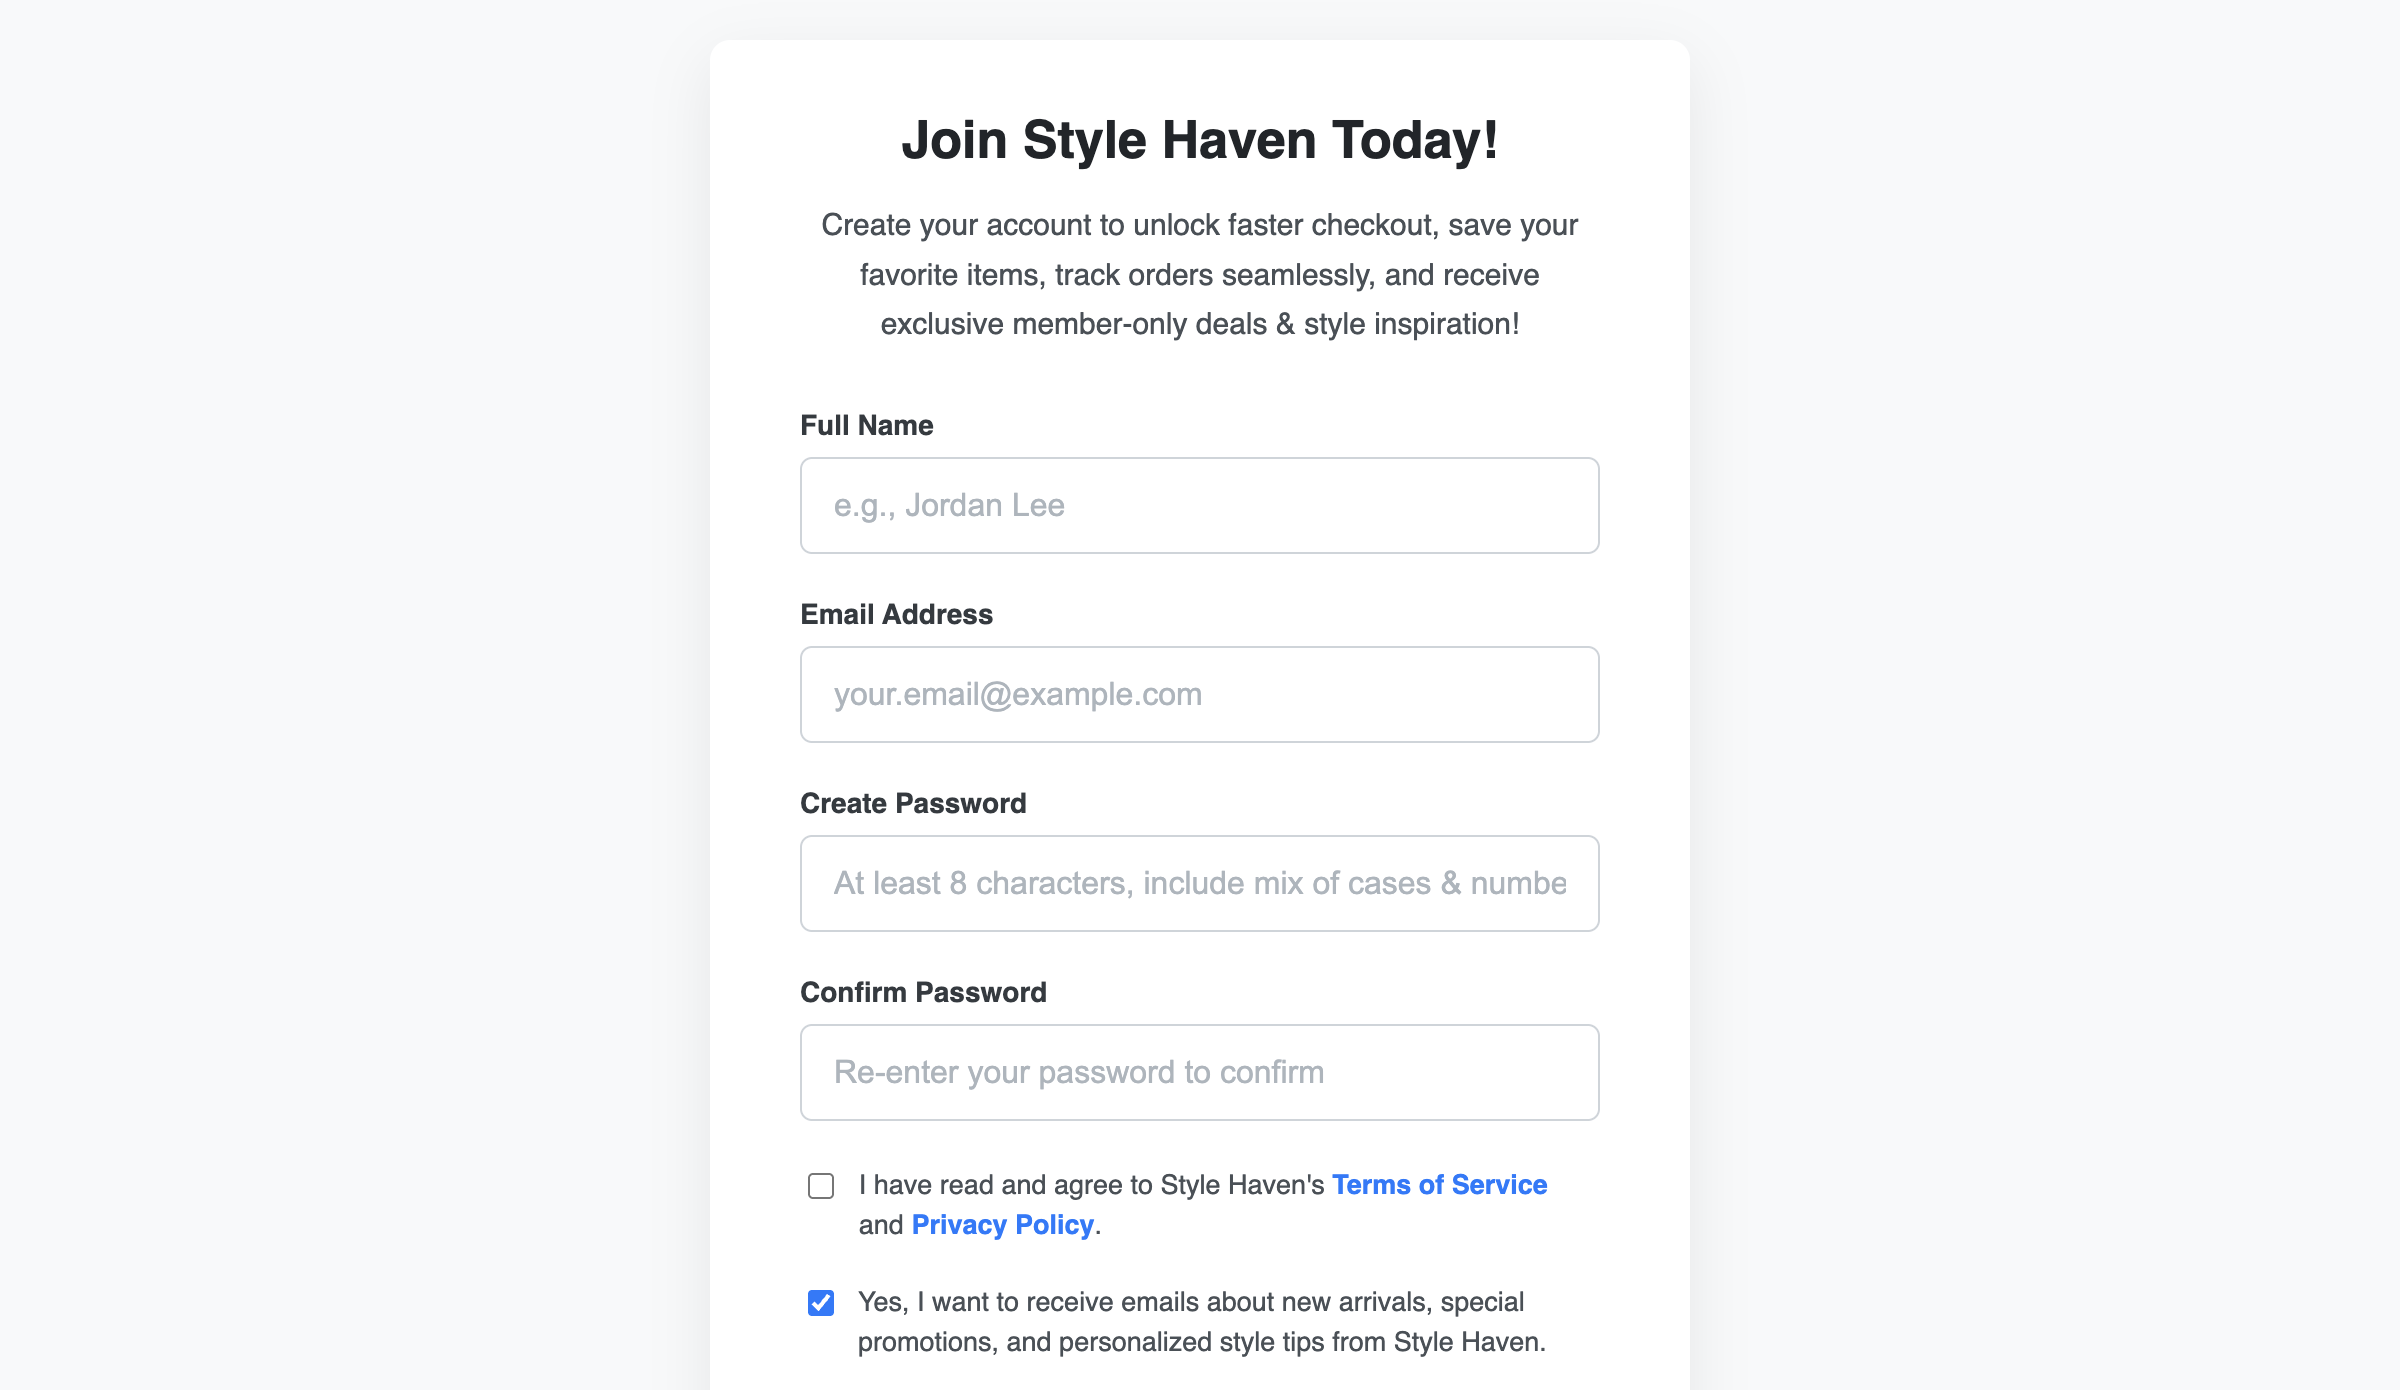 Join Style Haven Today!
Create your account to unlock faster checkout, save your
favorite items, track orders seamlessly, and receive
exclusive member-only deals & style inspiration!
Full Name
e.g., Jordan Lee
Email Address
your.email@example.com
Create Password
At least 8 characters, include mix of cases & numbe
Confirm Password
Re-enter your password to confirm
I have read and agree to Style Haven's Terms of Service
and Privacy Policy.
Yes, I want to receive emails about new arrivals, special
promotions, and personalized style tips from Style Haven.